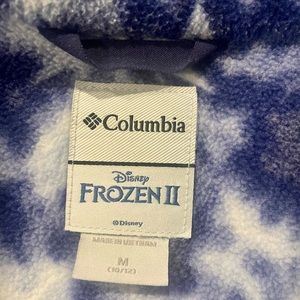 Columbia
Disney
FROZEN II
©Disney
MADE IN VIETNAM
M
(10/12)